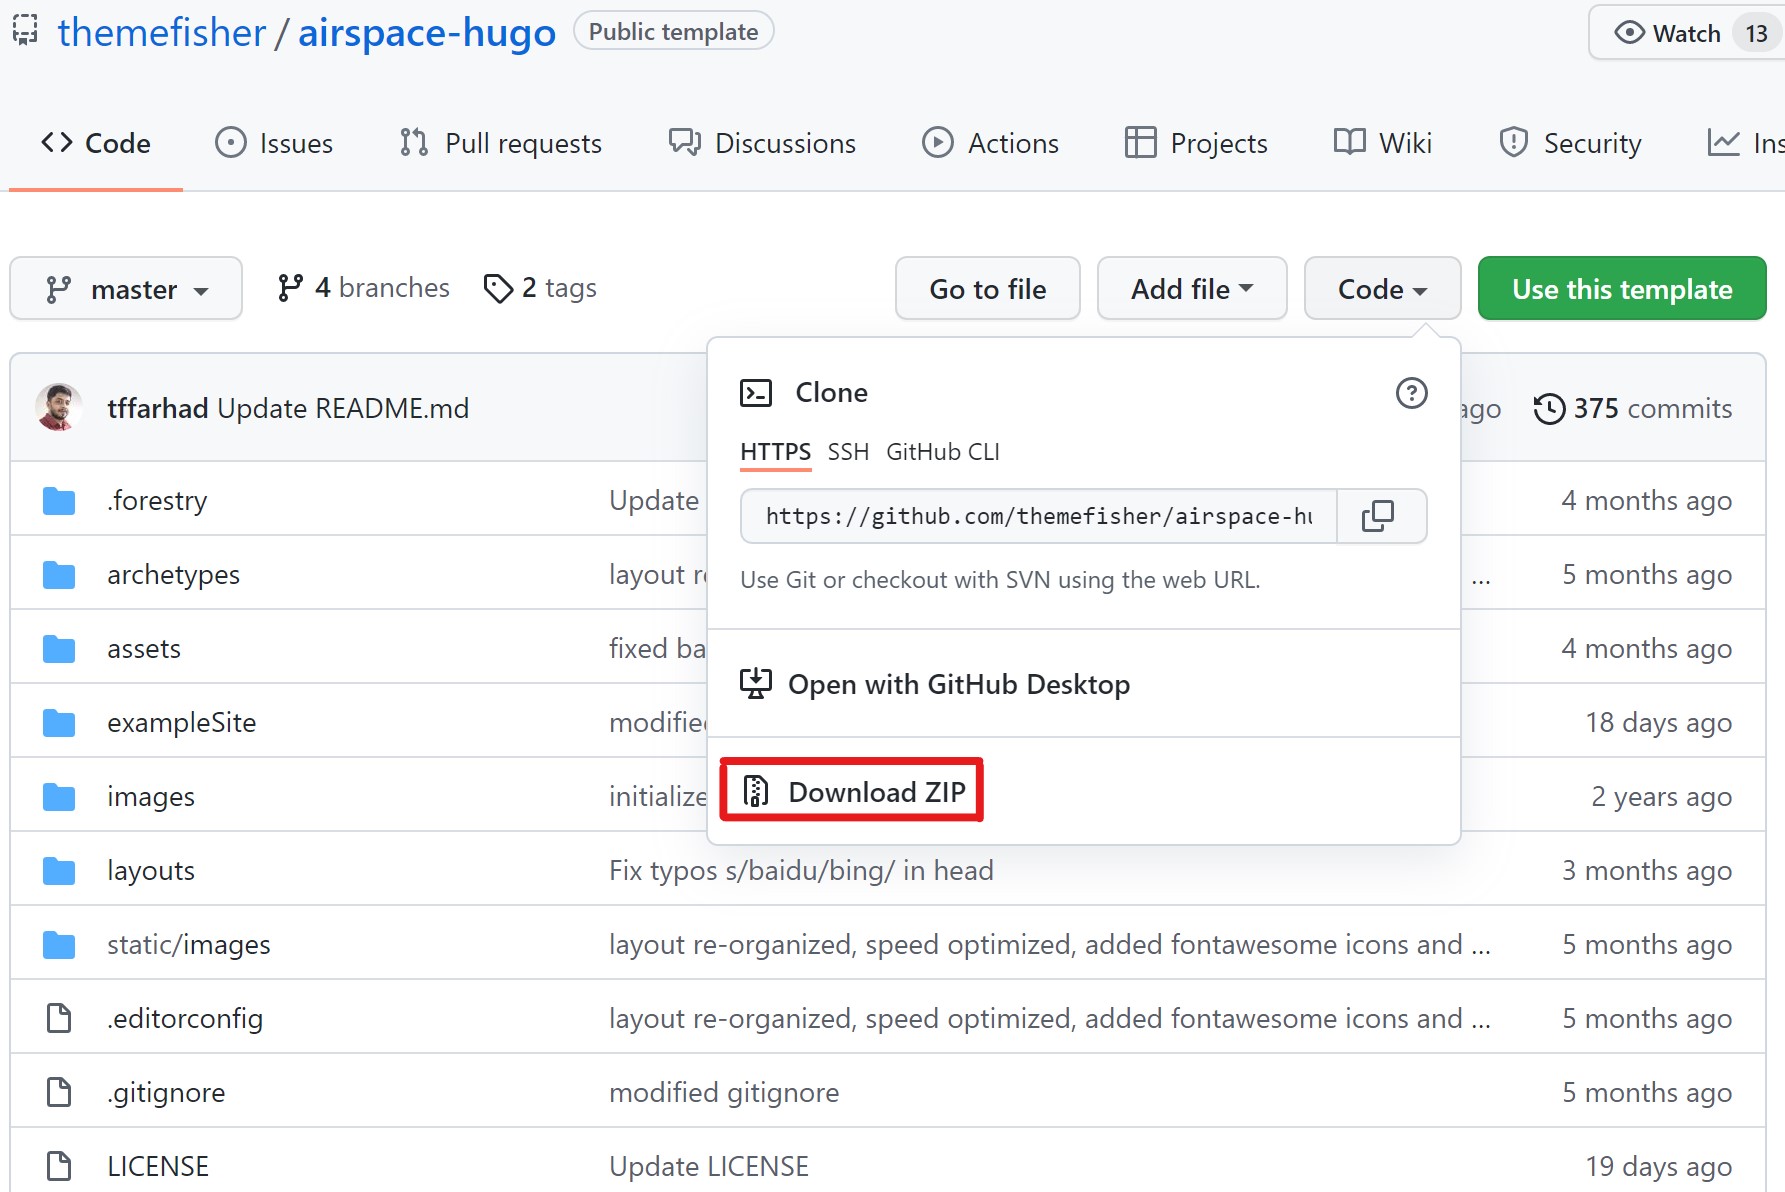 themefisher / airspace-hugo Public template Watch 13
Code Issues Pull requests Discussions Actions Projects Wiki Security Ins
master 4 branches 2 tags Go to file Add file Code Use this template
tffarhad Update README.md ago 375 commits
Clone
HTTPS SSH GitHub CLI
.forestry Update 4 months ago
https://github.com/themefisher/airspace-hu
archetypes layout re ... 5 months ago
Use Git or checkout with SVN using the web URL.
assets fixed ba 4 months ago
Open with GitHub Desktop
exampleSite modified 18 days ago
Download ZIP
images initialize 2 years ago
layouts Fix typos s/baidu/bing/ in head 3 months ago
static/images layout re-organized, speed optimized, added fontawesome icons and ... 5 months ago
.editorconfig layout re-organized, speed optimized, added fontawesome icons and ... 5 months ago
.gitignore modified gitignore 5 months ago
LICENSE Update LICENSE 19 days ago